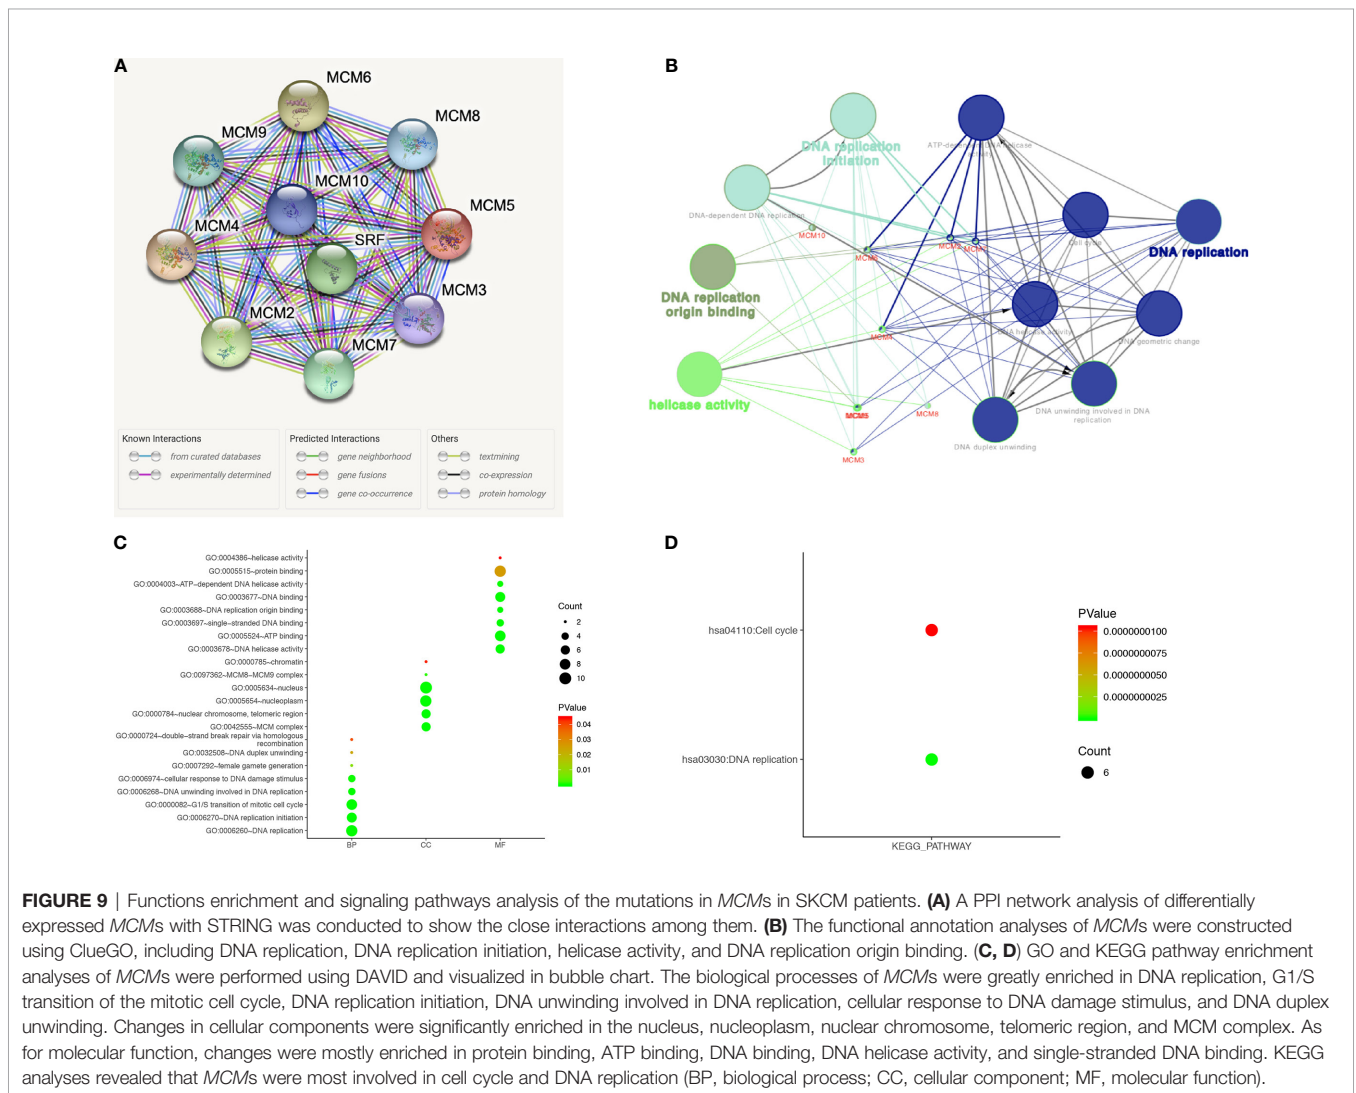 A
MCM6
MCM9
MCM8
MCM10
MCM5
MCM4
SRF
MCM3
MCM2
MCM7
Known Interactions
from curated databases
experimentally determined
Predicted Interactions
gene neighborhood
gene fusions
gene co-occurrence
Others
textmining
co-expression
protein homology
B
DNA replication
initiation
ATP-dependent DNA helicase
activity
DNA-dependent DNA replication
MCM10
MCM6
MCM2
Cell cycle
DNA replication
DNA replication
origin binding
MCM4
DNA helicase activity
DNA geometric change
helicase activity
MCM5
MCM8
DNA unwinding involved in DNA
replication
DNA duplex unwinding
MCM3
C
GO:0004386~helicase activity
GO:0005515~protein binding
GO:0004003~ATP-dependent DNA helicase activity
GO:0003677~DNA binding
GO:0003688~DNA replication origin binding
GO:0003697~single-stranded DNA binding
GO:0005524~ATP binding
GO:0003678~DNA helicase activity
GO:0000785~chromatin
GO:0097362~MCM8-MCM9 complex
GO:0005634~nucleus
GO:0005654~nucleoplasm
GO:0000784~nuclear chromosome, telomeric region
GO:0042555~MCM complex
GO:0000724~double-strand break repair via homologous
recombination
GO:0032508~DNA duplex unwinding
GO:0007292~female gamete generation
GO:0006974~cellular response to DNA damage stimulus
GO:0006268~DNA unwinding involved in DNA replication
GO:0000082~G1/S transition of mitotic cell cycle
GO:0006270~DNA replication initiation
GO:0006260~DNA replication
BP
CC
MF
Count
2
4
6
8
10
PValue
0.04
0.03
0.02
0.01
D
hsa04110:Cell cycle
hsa03030:DNA replication
KEGG_PATHWAY
PValue
0.0000000100
0.0000000075
0.0000000050
0.0000000025
Count
6
FIGURE 9 | Functions enrichment and signaling pathways analysis of the mutations in MCMs in SKCM patients. (A) A PPI network analysis of differentially
expressed MCMs with STRING was conducted to show the close interactions among them. (B) The functional annotation analyses of MCMs were constructed
using ClueGO, including DNA replication, DNA replication initiation, helicase activity, and DNA replication origin binding. (C, D) GO and KEGG pathway enrichment
analyses of MCMs were performed using DAVID and visualized in bubble chart. The biological processes of MCMs were greatly enriched in DNA replication, G1/S
transition of the mitotic cell cycle, DNA replication initiation, DNA unwinding involved in DNA replication, cellular response to DNA damage stimulus, and DNA duplex
unwinding. Changes in cellular components were significantly enriched in the nucleus, nucleoplasm, nuclear chromosome, telomeric region, and MCM complex. As
for molecular function, changes were mostly enriched in protein binding, ATP binding, DNA binding, DNA helicase activity, and single-stranded DNA binding. KEGG
analyses revealed that MCMs were most involved in cell cycle and DNA replication (BP, biological process; CC, cellular component; MF, molecular function).